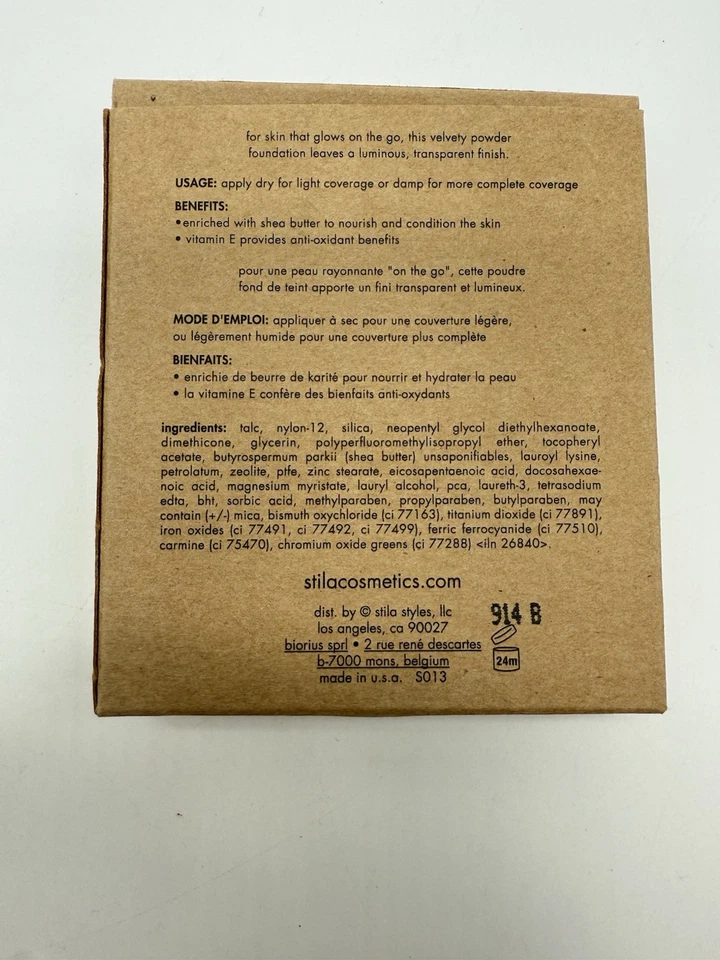 for skin that glows on the go, this velvety powder
foundation leaves a luminous, transparent finish.
USAGE: apply dry for light coverage or damp for more complete coverage
BENEFITS:
•enriched with shea butter to nourish and condition the skin
• vitamin E provides anti-oxidant benefits
pour une peau rayonnante "on the go", cette poudre
fond de teint apporte un fini transparent et lumineux.
MODE D'EMPLOI: appliquer à sec pour une couverture légère,
ou légèrement humide pour une couverture plus complète
BIENFAITS:
• enrichie de beurre de karité pour nourrir et hydrater la peau
• la vitamine E confère des bienfaits anti-oxydants
ingredients: talc, nylon-12, silica, neopentyl glycol diethylhexanoate,
dimethicone, glycerin, polyperfluoromethylisopropyl ether, tocopheryl
acetate, butyrospermum parkii (shea butter) unsaponifiables, lauroyl lysine,
petrolatum, zeolite, ptfe, zinc stearate, eicosapentaenoic acid, docosahexae-
noic acid, magnesium myristate, lauryl alcohol, pca, laureth-3, tetrasodium
edta, bht, sorbic acid, methylparaben, propylparaben, butylparaben, may
contain (+/-) mica, bismuth oxychloride (ci 77163), titanium dioxide (ci 77891),
iron oxides (ci 77491, ci 77492, ci 77499), ferric ferrocyanide (ci 77510),
carmine (ci 75470), chromium oxide greens (ci 77288) <iln 26840>.
stilacosmetics.com
dist. by © stila styles, llc
los angeles, ca 90027
biorius sprl • 2 rue rené descartes
b-7000 mons, belgium
made in u.s.a. S013
914 B
24m